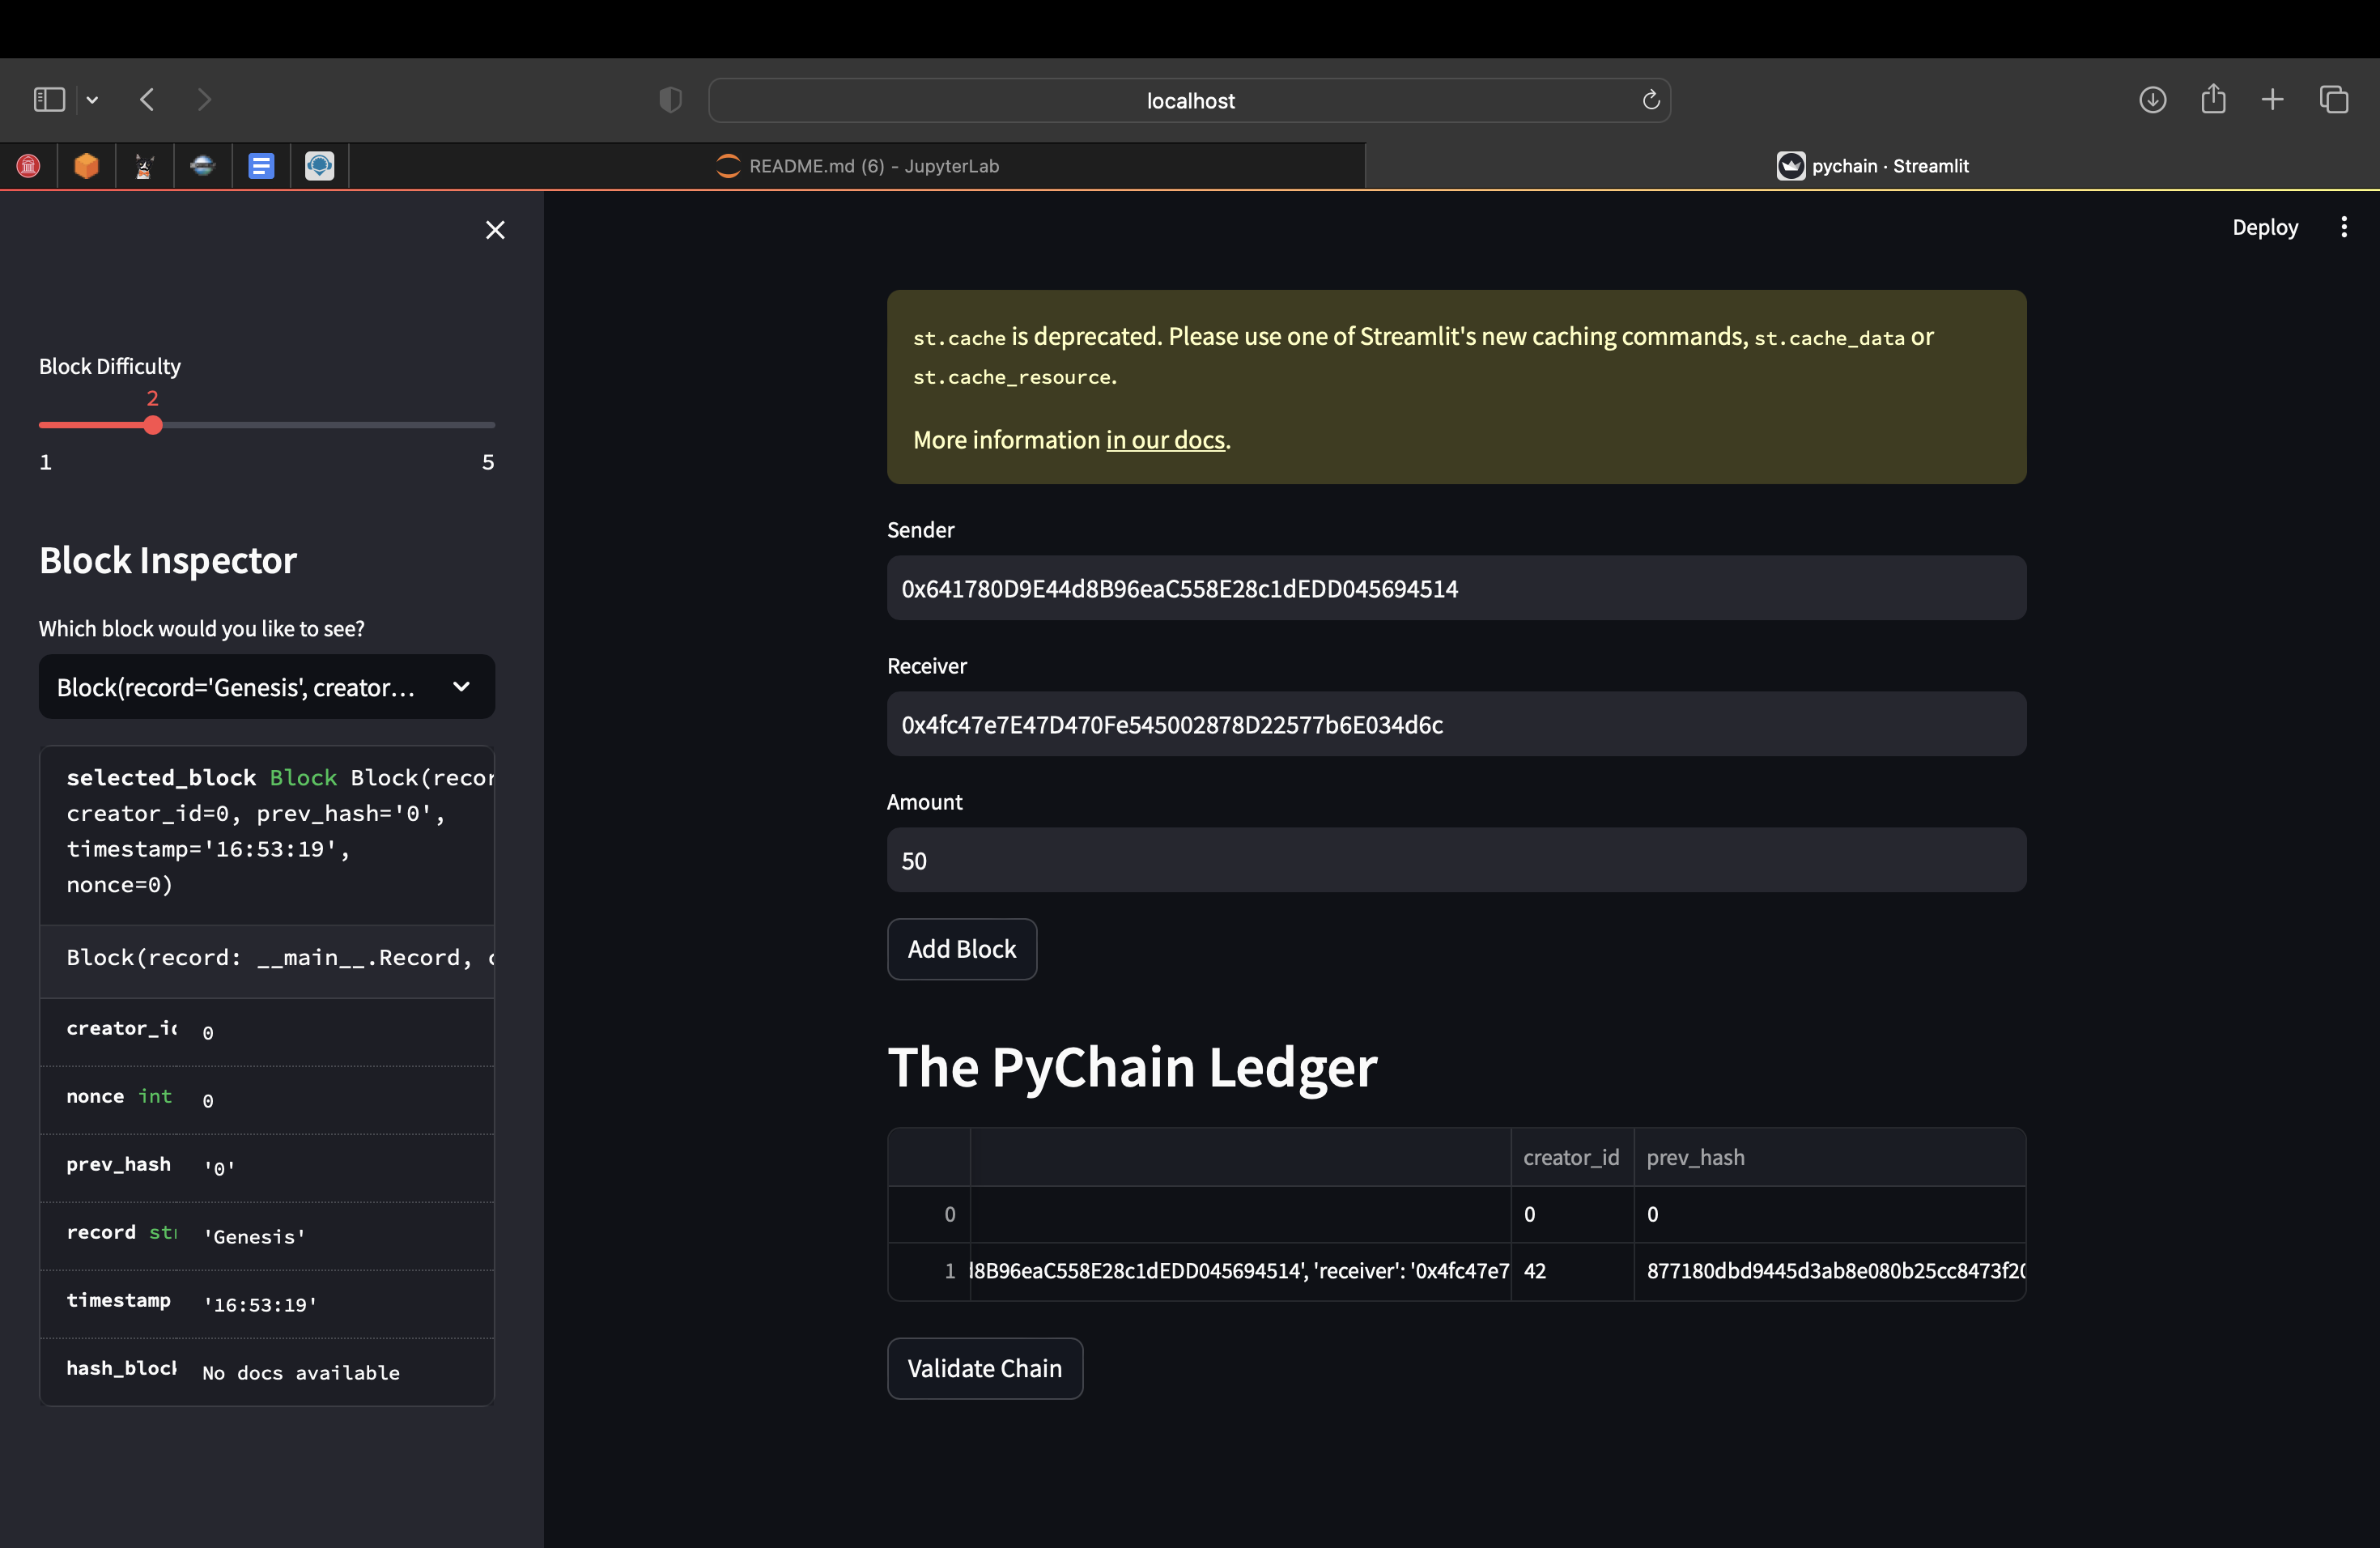 localhost
README.md (6) - JupyterLab
pychain · Streamlit
Deploy
Block Difficulty
2
1 5
Block Inspector
Which block would you like to see?
Block(record='Genesis', creator...
selected_block Block Block(recor
creator_id=0, prev_hash='0',
timestamp='16:53:19',
nonce=0)
Block(record: __main__.Record, c
creator_id 0
nonce int 0
prev_hash '0'
record str 'Genesis'
timestamp '16:53:19'
hash_block No docs available
st.cache is deprecated. Please use one of Streamlit's new caching commands, st.cache_data or
st.cache_resource.
More information in our docs.
Sender
0x641780D9E44d8B96eaC558E28c1dEDD045694514
Receiver
0x4fc47e7E47D470Fe545002878D22577b6E034d6c
Amount
50
Add Block
The PyChain Ledger
creator_id prev_hash
0 0 0
1 d8B96eaC558E28c1dEDD045694514', 'receiver': '0x4fc47e7 42 877180dbd9445d3ab8e080b25cc8473f20
Validate Chain